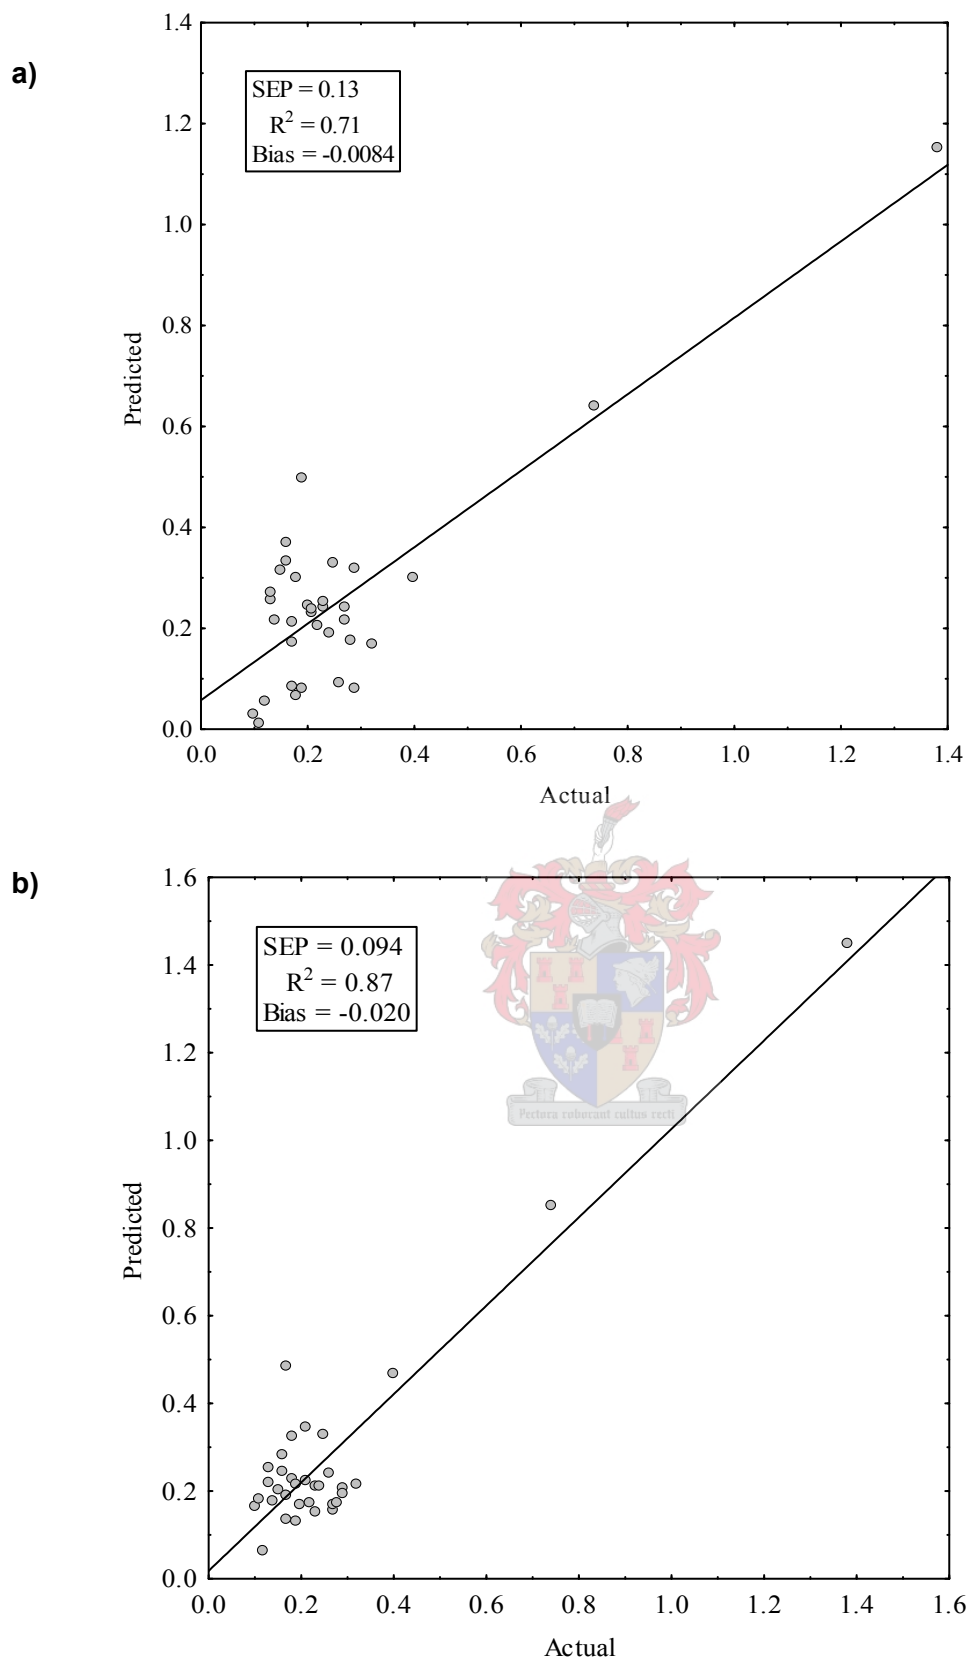 a)
1.4
1.2
1.0
0.8
0.6
0.4
0.2
0.0
Predicted
SEP = 0.13
R² = 0.71
Bias = -0.0084
0.0 0.2 0.4 0.6 0.8 1.0 1.2 1.4
Actual
b)
1.6
1.4
1.2
1.0
0.8
0.6
0.4
0.2
0.0
Predicted
SEP = 0.094
R² = 0.87
Bias = -0.020
Pectora roborant cultus recti
0.0 0.2 0.4 0.6 0.8 1.0 1.2 1.4 1.6
Actual